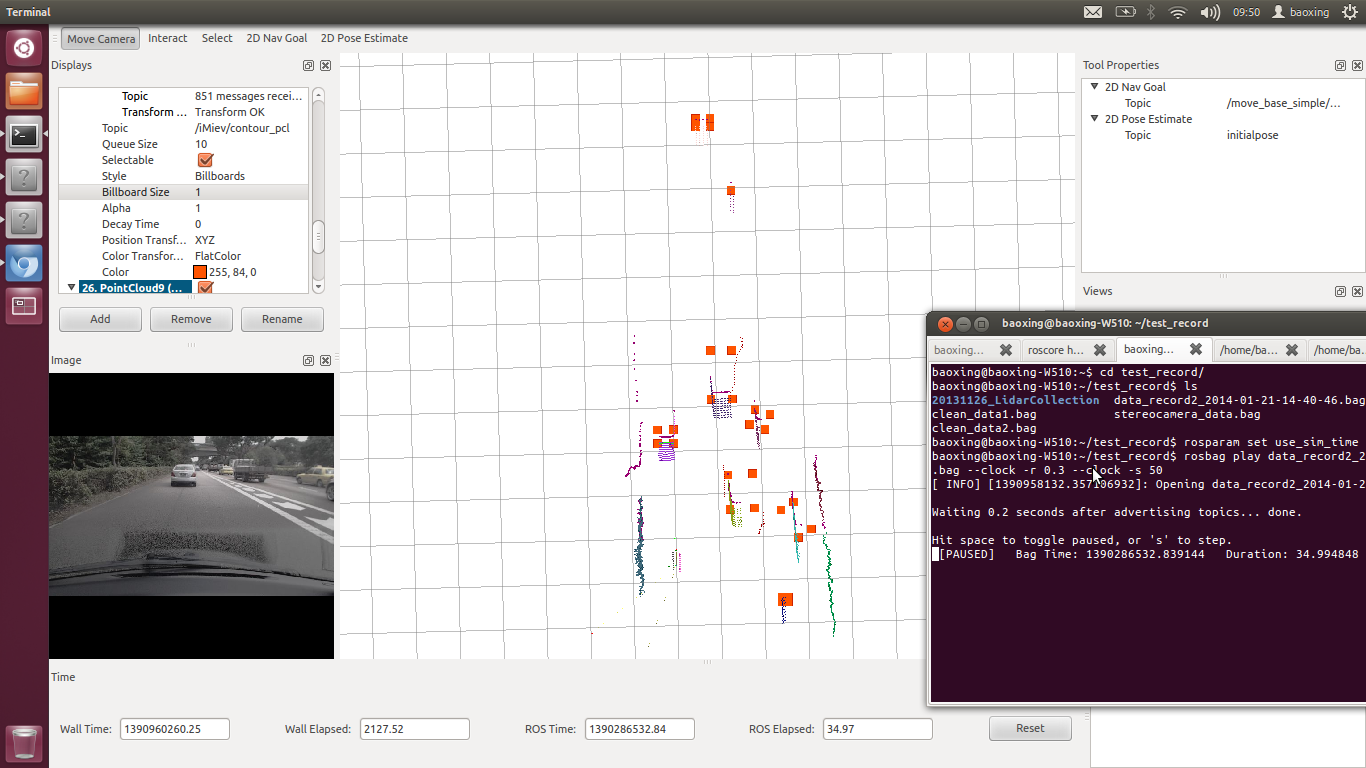 Terminal
09:50
baoxing
Move Camera
Interact
Select
2D Nav Goal
2D Pose Estimate
Displays
Topic 851 messages recei...
Transform ... Transform OK
Topic /iMiev/contour_pcl
Queue Size 10
Selectable
Style Billboards
Billboard Size 1
Alpha 1
Decay Time 0
Position Transf... XYZ
Color Transfor... FlatColor
Color 255, 84, 0
26. PointCloud9 (...
Add
Remove
Rename
Image
Tool Properties
2D Nav Goal
Topic /move_base_simple/...
2D Pose Estimate
Topic initialpose
Views
baoxing@baoxing-W510: ~/test_record
baoxing...
roscore h...
baoxing...
/home/ba...
/home/ba.
baoxing@baoxing-W510:~$ cd test_record/
baoxing@baoxing-W510:~/test_record$ ls
20131126_LidarCollection data_record2_2014-01-21-14-40-46.bag
clean_data1.bag stereocamera_data.bag
clean_data2.bag
baoxing@baoxing-W510:~/test_record$ rosparam set use_sim_time
baoxing@baoxing-W510:~/test_record$ rosbag play data_record2_2
.bag --clock -r 0.3 --clock -s 50
[ INFO] [1390958132.357106932]: Opening data_record2_2014-01-2
Waiting 0.2 seconds after advertising topics... done.
Hit space to toggle paused, or 's' to step.
[PAUSED] Bag Time: 1390286532.839144 Duration: 34.994848
Time
Wall Time: 1390960260.25
Wall Elapsed: 2127.52
ROS Time: 1390286532.84
ROS Elapsed: 34.97
Reset